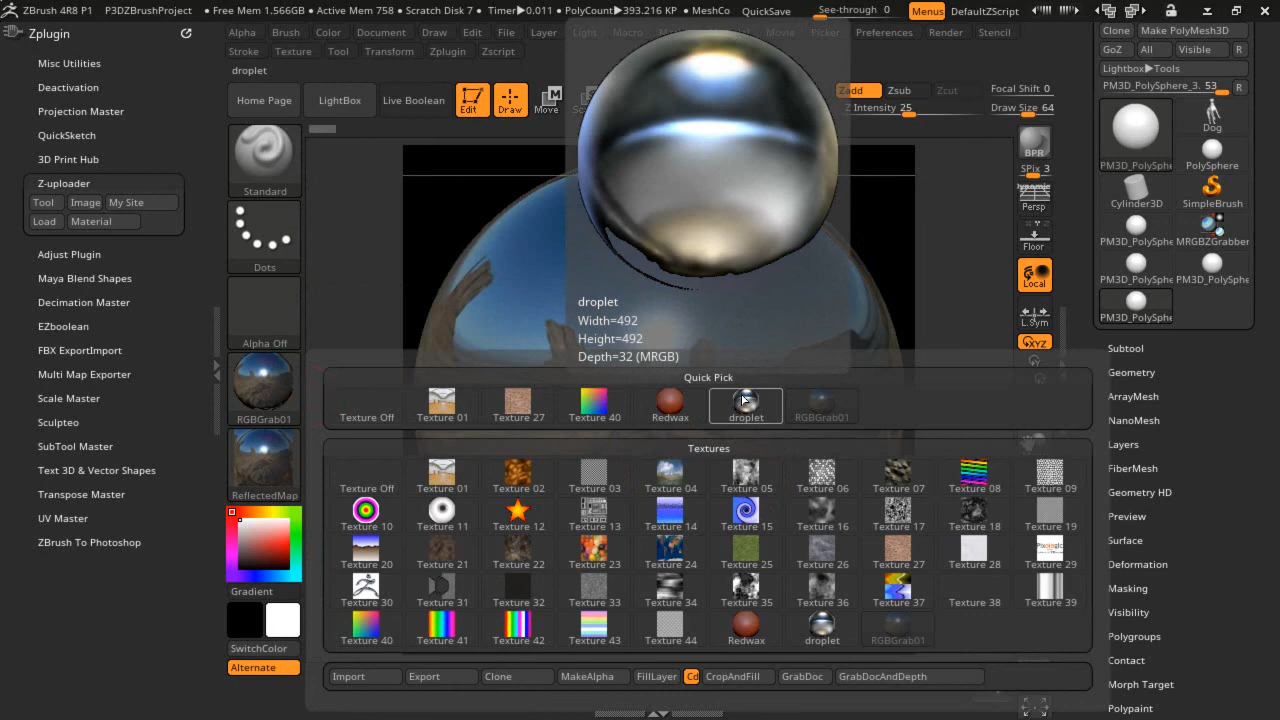 ZBrush 4R8 P1 P3DZBrushProject • Free Mem 1.566GB • Active Mem 758 • Scratch Disk 7 • Timer▶0.011 • PolyCount▶393.216 KP • MeshCo QuickSave See-through 0 Menus DefaultZScript
Zplugin
Alpha Brush Color Document Draw Edit File Layer Light Macro Movie Picker Preferences Render Stencil
Stroke Texture Tool Transform Zplugin Zscript
droplet
Home Page LightBox Live Boolean Edit Draw Move
Zadd Zsub Zcut Focal Shift 0
Z Intensity 25 Draw Size 64
Misc Utilities
Deactivation
Projection Master
QuickSketch
3D Print Hub
Z-uploader
Tool Image My Site
Load Material
Adjust Plugin
Maya Blend Shapes
Decimation Master
EZboolean
FBX ExportImport
Multi Map Exporter
Scale Master
Sculpteo
SubTool Master
Text 3D & Vector Shapes
Transpose Master
UV Master
ZBrush To Photoshop
Standard
Dots
Alpha Off
RGBGrab01
ReflectedMap
Gradient
SwitchColor
Alternate
droplet
Width=492
Height=492
Depth=32 (MRGB)
Quick Pick
Texture Off Texture 01 Texture 27 Texture 40 Redwax droplet RGBGrab01
Textures
Texture Off Texture 01 Texture 02 Texture 03 Texture 04 Texture 05 Texture 06 Texture 07 Texture 08 Texture 09
Texture 10 Texture 11 Texture 12 Texture 13 Texture 14 Texture 15 Texture 16 Texture 17 Texture 18 Texture 19
Texture 20 Texture 21 Texture 22 Texture 23 Texture 24 Texture 25 Texture 26 Texture 27 Texture 28 Texture 29
Texture 30 Texture 31 Texture 32 Texture 33 Texture 34 Texture 35 Texture 36 Texture 37 Texture 38 Texture 39
Texture 40 Texture 41 Texture 42 Texture 43 Texture 44 Redwax droplet RGBGrab01
Import Export Clone MakeAlpha FillLayer Cd CropAndFill GrabDoc GrabDocAndDepth
BPR
SPix 3
Dynamic
Persp
Floor
Local
L.Sym
XYZ
Clone Make PolyMesh3D
GoZ All Visible R
Lightbox▶Tools
PM3D_PolySphere_3. 53 R
Dog
PM3D_PolySphe PolySphere
Cylinder3D SimpleBrush
PM3D_PolySphe MRGBZGrabber
PM3D_PolySphe PM3D_PolySphe
PM3D_PolySphe
Subtool
Geometry
ArrayMesh
NanoMesh
Layers
FiberMesh
Geometry HD
Preview
Surface
Deformation
Masking
Visibility
Polygroups
Contact
Morph Target
Polypaint